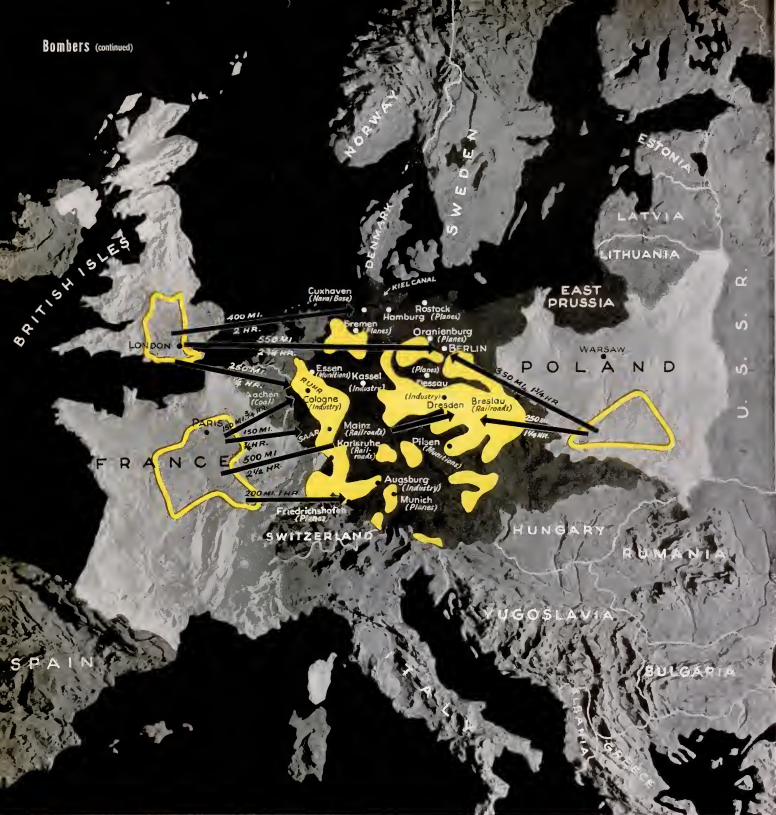 Bombers (continued)
NORWAY
SWEDEN
ESTONIA
LATVIA
LITHUANIA
DENMARK
BRITISH ISLES
U. S. S. R.
KIEL CANAL
EAST
PRUSSIA
Cuxhaven
(Naval Base)
Rostock
Hamburg (Planes)
400 MI.
2 HR.
Bremen
(Planes)
Oranienburg
(Planes)
BERLIN
550 MI
2 3/4 HR.
LONDON
WARSAW
POLAND
250 MI.
HR.
Essen
(Munitions)
Kassel
(Industry)
Dessau
(Industry)
350 MI. 1 3/4 HR
RUHR
Aachen
(Coal)
Cologne
(Industry)
Dresden
Breslau
(Railroads)
250 MI.
1 1/4 HR.
PARIS
150 MI.
150 MI.
3/4 HR.
SAAR
Mainz
(Railroads)
Karlsruhe
(Rail-
roads)
Pilsen
(Munitions)
FRANCE
500 MI
2 1/2 HR.
200 MI. 1 HR.
Augsburg
(Industry)
Munich
(Planes)
Friedrichshafen
(Planes)
SWITZERLAND
HUNGARY
RUMANIA
YUGOSLAVIA
SPAIN
ITALY
BULGARIA
ALBANIA
GREECE